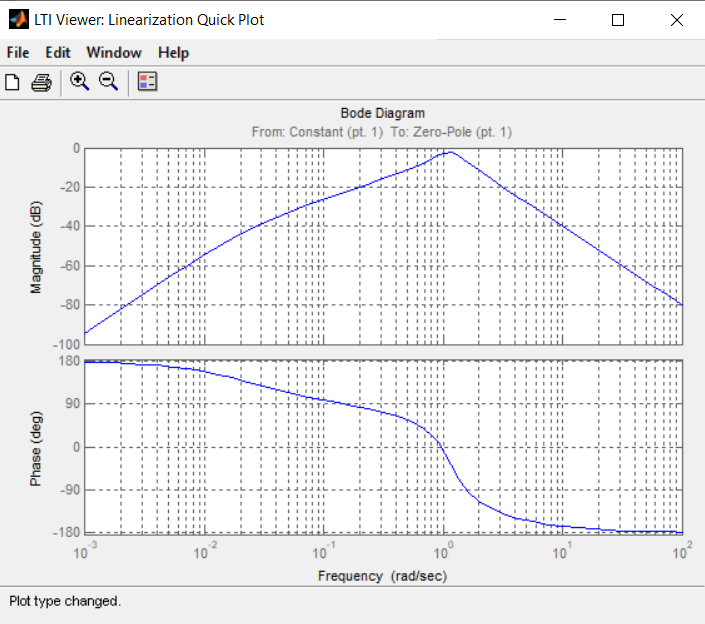 LTI Viewer: Linearization Quick Plot
File Edit Window Help
Bode Diagram
From: Constant (pt. 1) To: Zero-Pole (pt. 1)
Magnitude (dB)
0
-20
-40
-60
-80
-100
Phase (deg)
180
90
0
-90
-180
10^-3 10^-2 10^-1 10^0 10^1 10^2
Frequency (rad/sec)
Plot type changed.